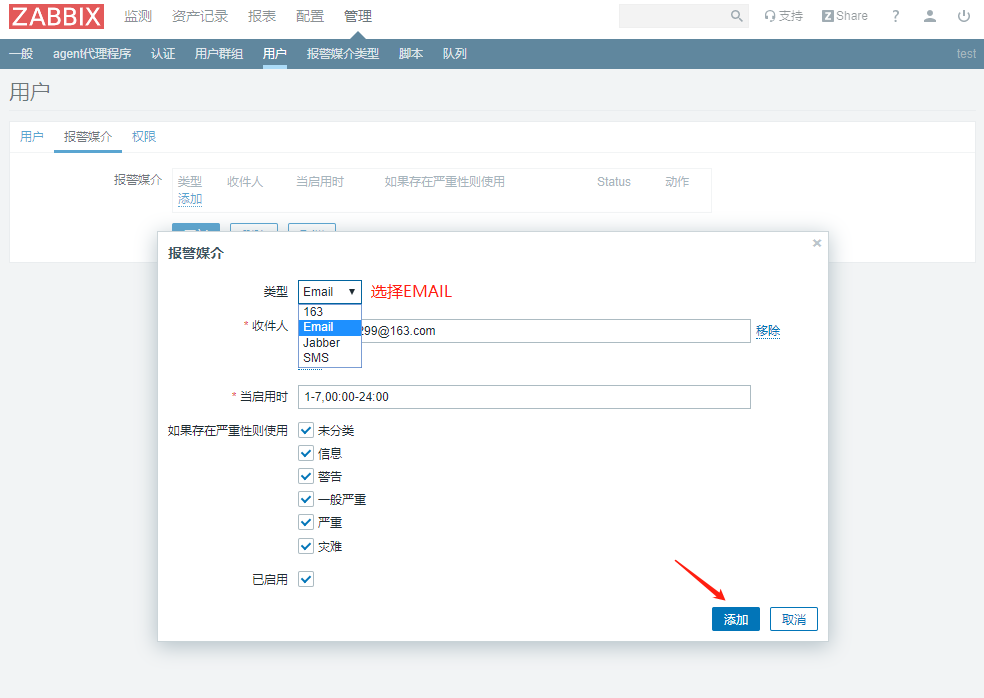 ZABBIX 监测 资产记录 报表 配置 管理 支持 Z Share ?
一般 agent代理程序 认证 用户群组 用户 报警媒介类型 脚本 队列 test
用户
用户 报警媒介 权限
报警媒介 类型 收件人 当启用时 如果存在严重性则使用 Status 动作
添加
报警媒介
类型 Email 选择EMAIL
163
* 收件人 Email 299@163.com 移除
Jabber
SMS
* 当启用时 1-7,00:00-24:00
如果存在严重性则使用 未分类
信息
警告
一般严重
严重
灾难
已启用
添加 取消